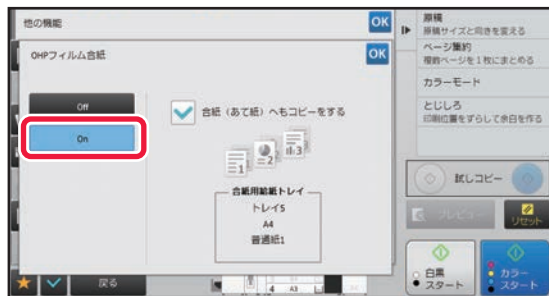 他の機能
OK
OHPフィルム合紙
OK
Off
On
合紙（あて紙）へもコピーをする
1
2
3
合紙用給紙トレイ
トレイ5
A4
普通紙1
戻る
4
A3
原稿
原稿サイズと向きを変える
ページ集約
複数ページを1枚にまとめる
カラーモード
とじしろ
印刷位置をずらして余白を作る
試しコピー
プレビュー
リセット
白黒
スタート
カラー
スタート